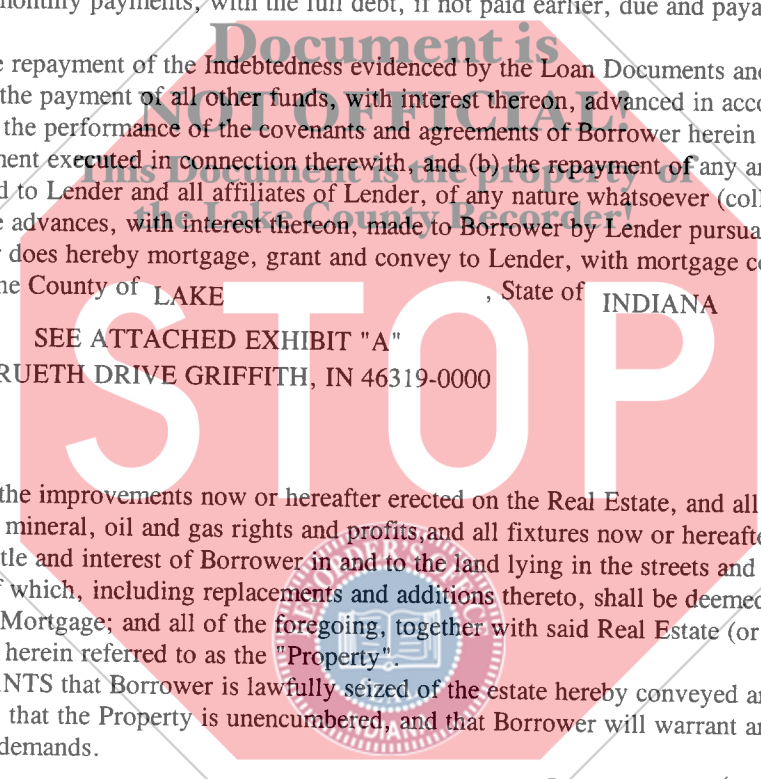 monthly payments, with the full debt, if not paid earlier, due and paya
Document is
e repayment of the Indebtedness evidenced by the Loan Documents and
the payment of all other funds, with interest thereon, advanced in acco
NOT OFFICIAL!
the performance of the covenants and agreements of Borrower herein
ment executed in connection therewith, and (b) the repayment of any a
This Document is the property of
d to Lender and all affiliates of Lender, of any nature whatsoever (coll
the Lake County Recorder!
e advances, with interest thereon, made to Borrower by Lender pursua
r does hereby mortgage, grant and convey to Lender, with mortgage c
ne County of LAKE , State of INDIANA
SEE ATTACHED EXHIBIT "A"
RUETH DRIVE GRIFFITH, IN 46319-0000
STOP
the improvements now or hereafter erected on the Real Estate, and all
mineral, oil and gas rights and profits,and all fixtures now or hereafte
tle and interest of Borrower in and to the land lying in the streets and
f which, including replacements and additions thereto, shall be deemed
Mortgage; and all of the foregoing, together with said Real Estate (or
herein referred to as the "Property".
NTS that Borrower is lawfully seized of the estate hereby conveyed a
that the Property is unencumbered, and that Borrower will warrant a
demands.
RECORDER'S OFFICE
INDIANA